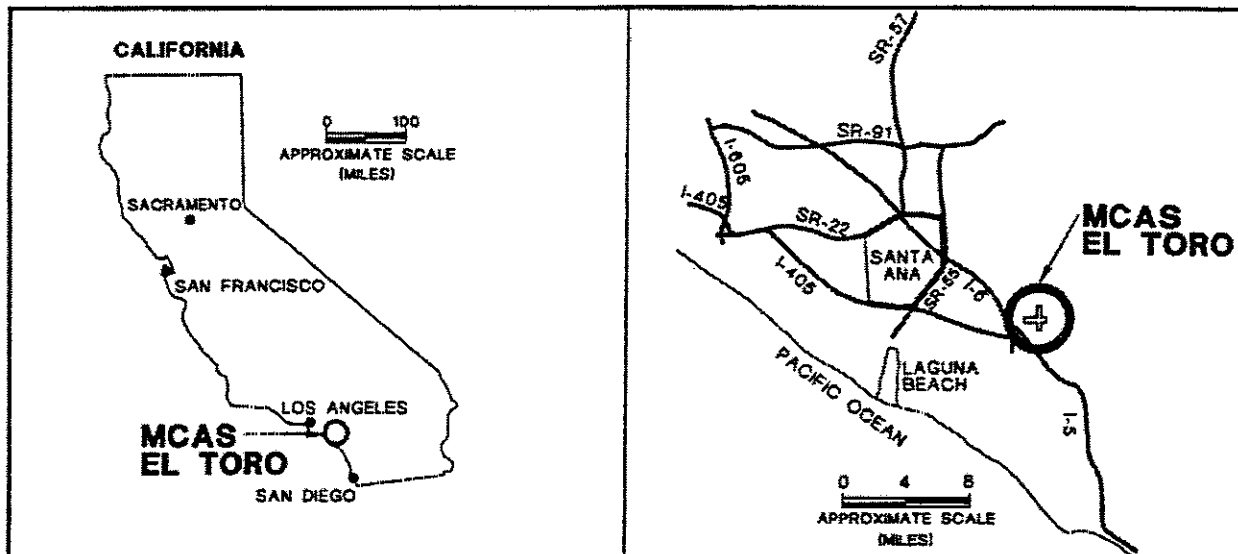 CALIFORNIA
0 100
APPROXIMATE SCALE
(MILES)
SACRAMENTO
SAN FRANCISCO
LOS ANGELES
MCAS
EL TORO
SAN DIEGO
SR-57
SR-91
I-605
I-405
SR-22
MCAS
EL TORO
SANTA
ANA
I-405
SR-55
I-5
LAGUNA
BEACH
PACIFIC OCEAN
I-5
0 4 8
APPROXIMATE SCALE
(MILES)